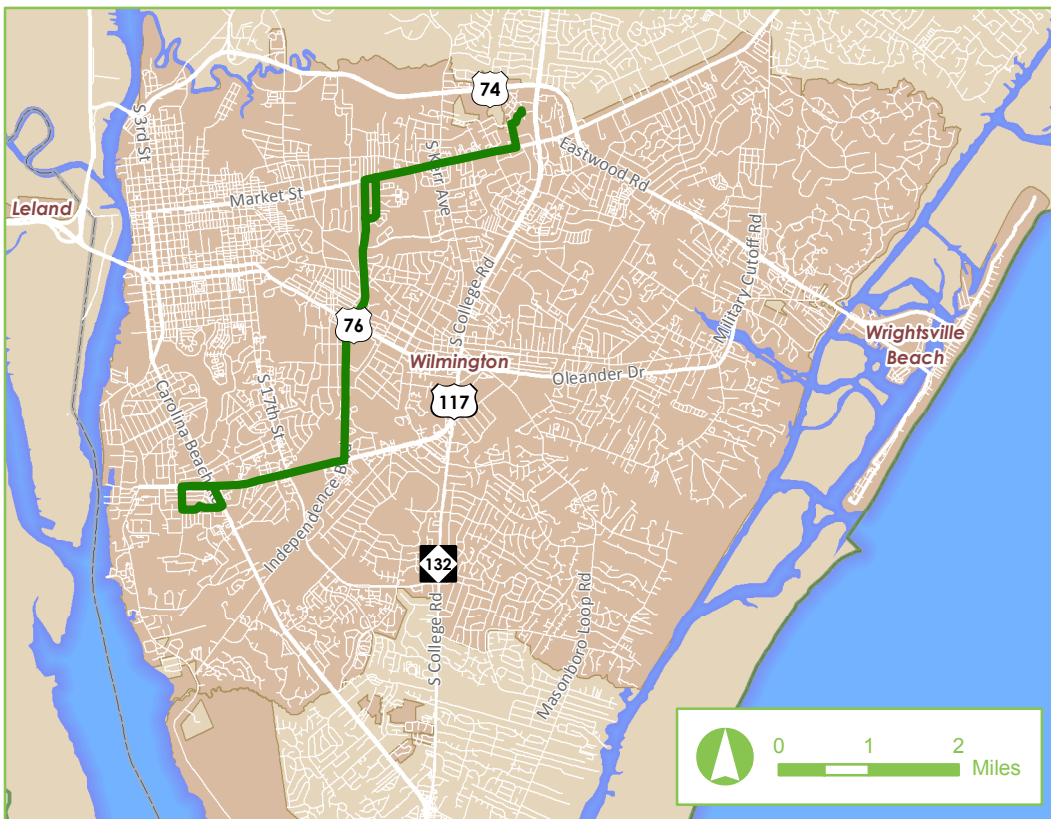 74
S 3rd St
S Kerr Ave
Eastwood Rd
Market St
Leland
Military Cutoff Rd
S College Rd
76
Wrightsville
Beach
Wilmington
Oleander Dr
117
Carolina Beach
S 17th St
Independence Blvd
132
S College Rd
Masonboro Loop Rd
0 1 2
Miles